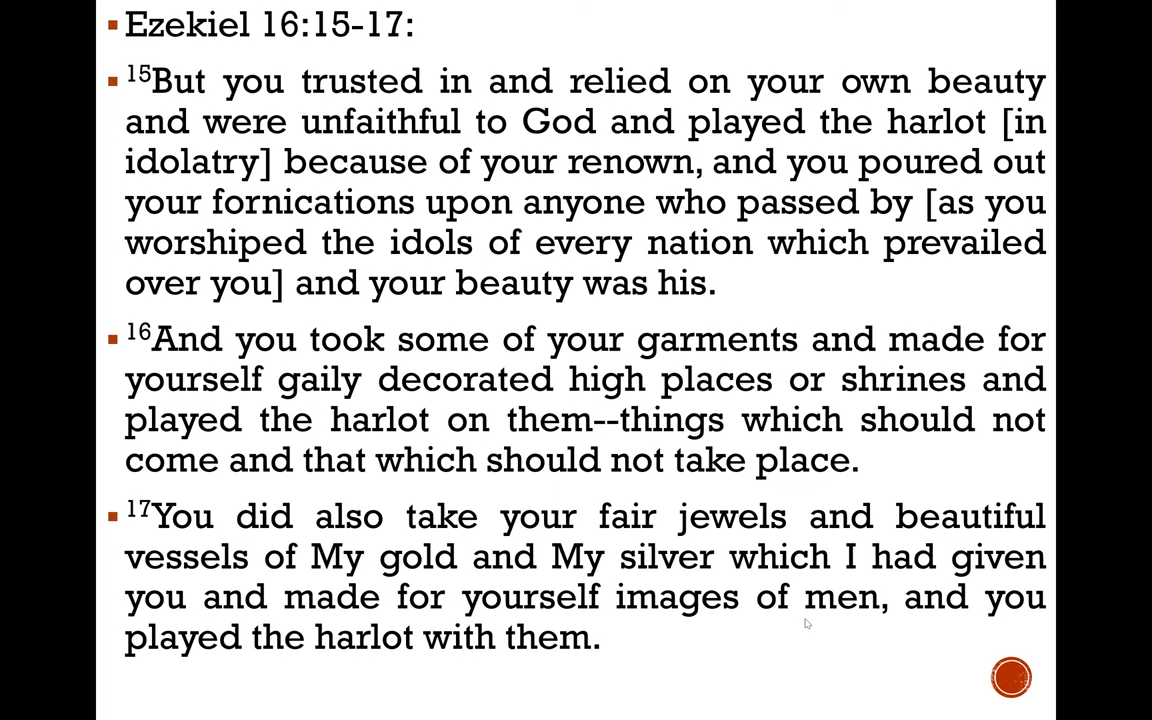 Ezekiel 16:15-17:
15But you trusted in and relied on your own beauty
and were unfaithful to God and played the harlot [in
idolatry] because of your renown, and you poured out
your fornications upon anyone who passed by [as you
worshiped the idols of every nation which prevailed
over you] and your beauty was his.
16And you took some of your garments and made for
yourself gaily decorated high places or shrines and
played the harlot on them--things which should not
come and that which should not take place.
17You did also take your fair jewels and beautiful
vessels of My gold and My silver which I had given
you and made for yourself images of men, and you
played the harlot with them.